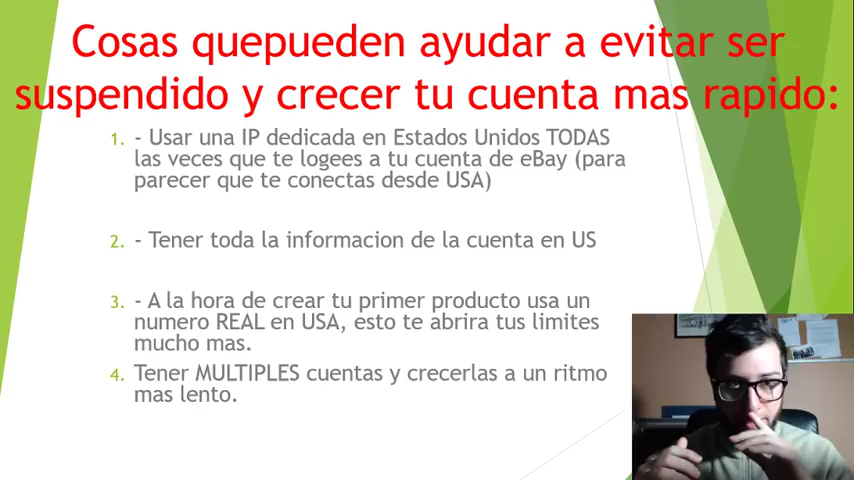 Cosas quepueden ayudar a evitar ser
suspendido y crecer tu cuenta mas rapido:
1. - Usar una IP dedicada en Estados Unidos TODAS
las veces que te logees a tu cuenta de eBay (para
parecer que te conectas desde USA)
2. - Tener toda la informacion de la cuenta en US
3. - A la hora de crear tu primer producto usa un
numero REAL en USA, esto te abrira tus limites
mucho mas.
4. Tener MULTIPLES cuentas y crecerlas a un ritmo
mas lento.